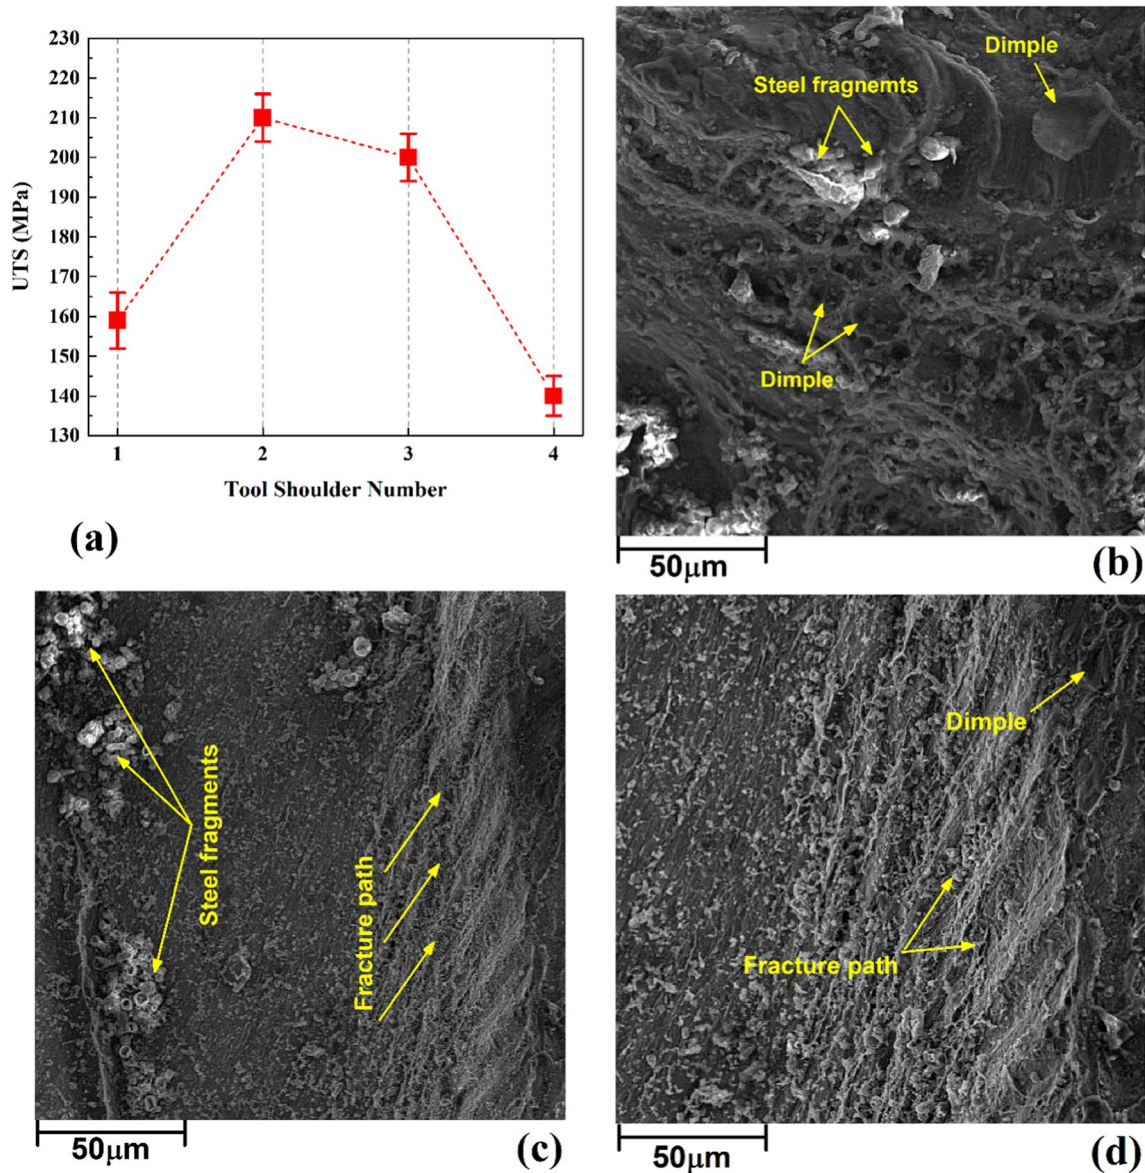 230
220
210
200
190
180
170
160
150
140
130
UTS (MPa)
1 2 3 4
Tool Shoulder Number
(a)
Dimple
Steel fragnemts
Dimple
50μm
(b)
Steel fragments
Fracture path
50μm
(c)
Dimple
Fracture path
50μm
(d)